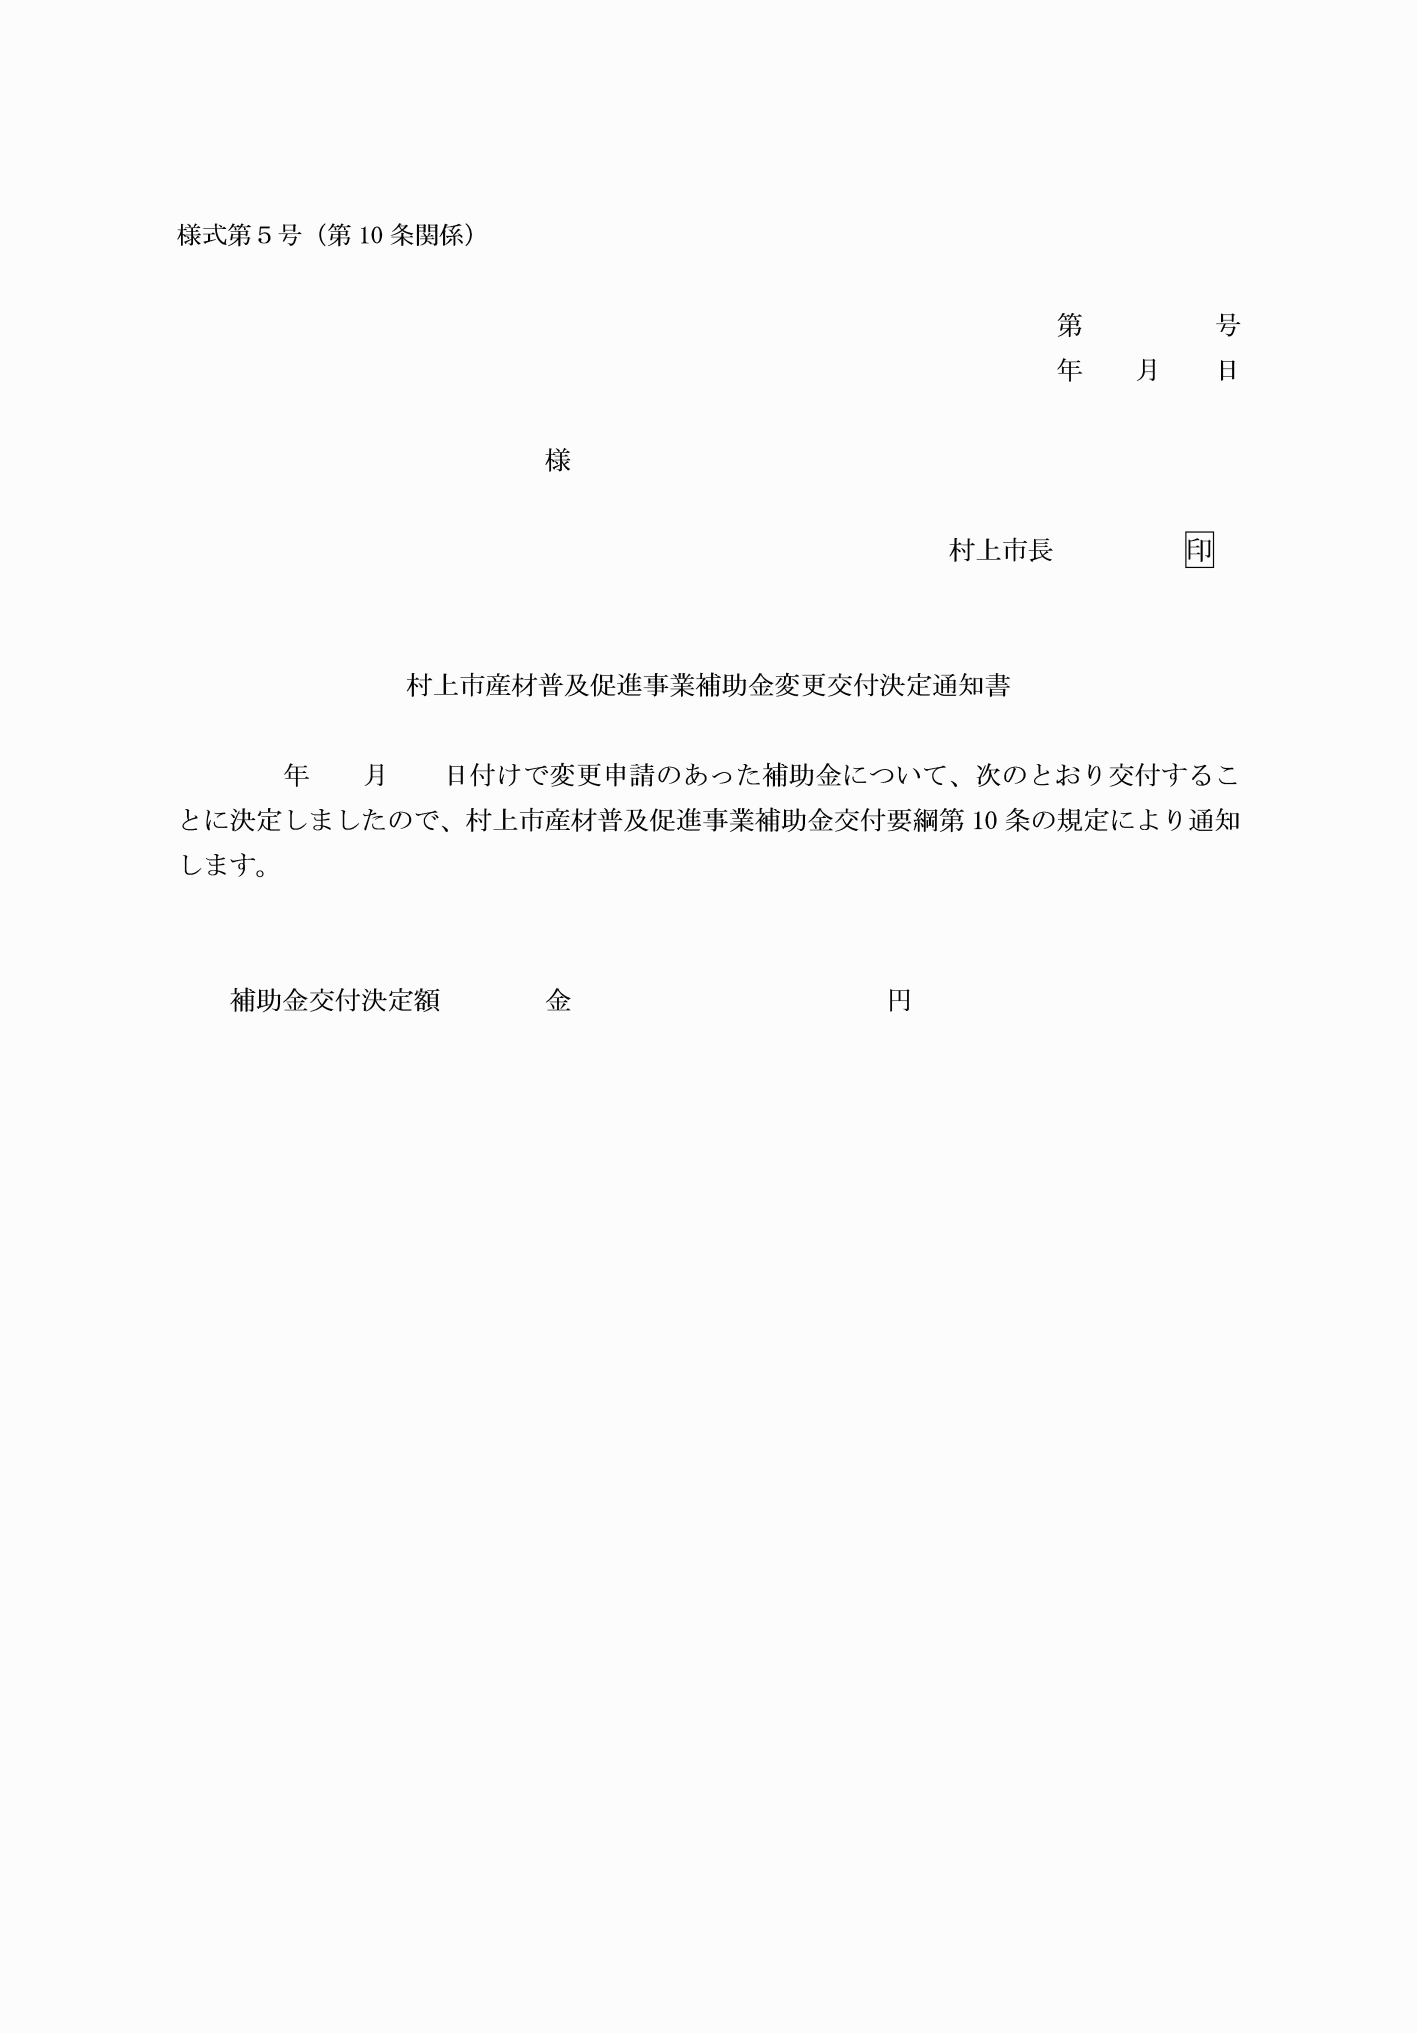 様式第５号（第 10 条関係）
第　　　　　号
年　　月　　日
様
村上市長　　　　　印
村上市産材普及促進事業補助金変更交付決定通知書
年　　月　　日付けで変更申請のあった補助金について、次のとおり交付するこ
とに決定しましたので、村上市産材普及促進事業補助金交付要綱第 10 条の規定により通知
します。
補助金交付決定額　　　　金　　　　　　　　　　　　円